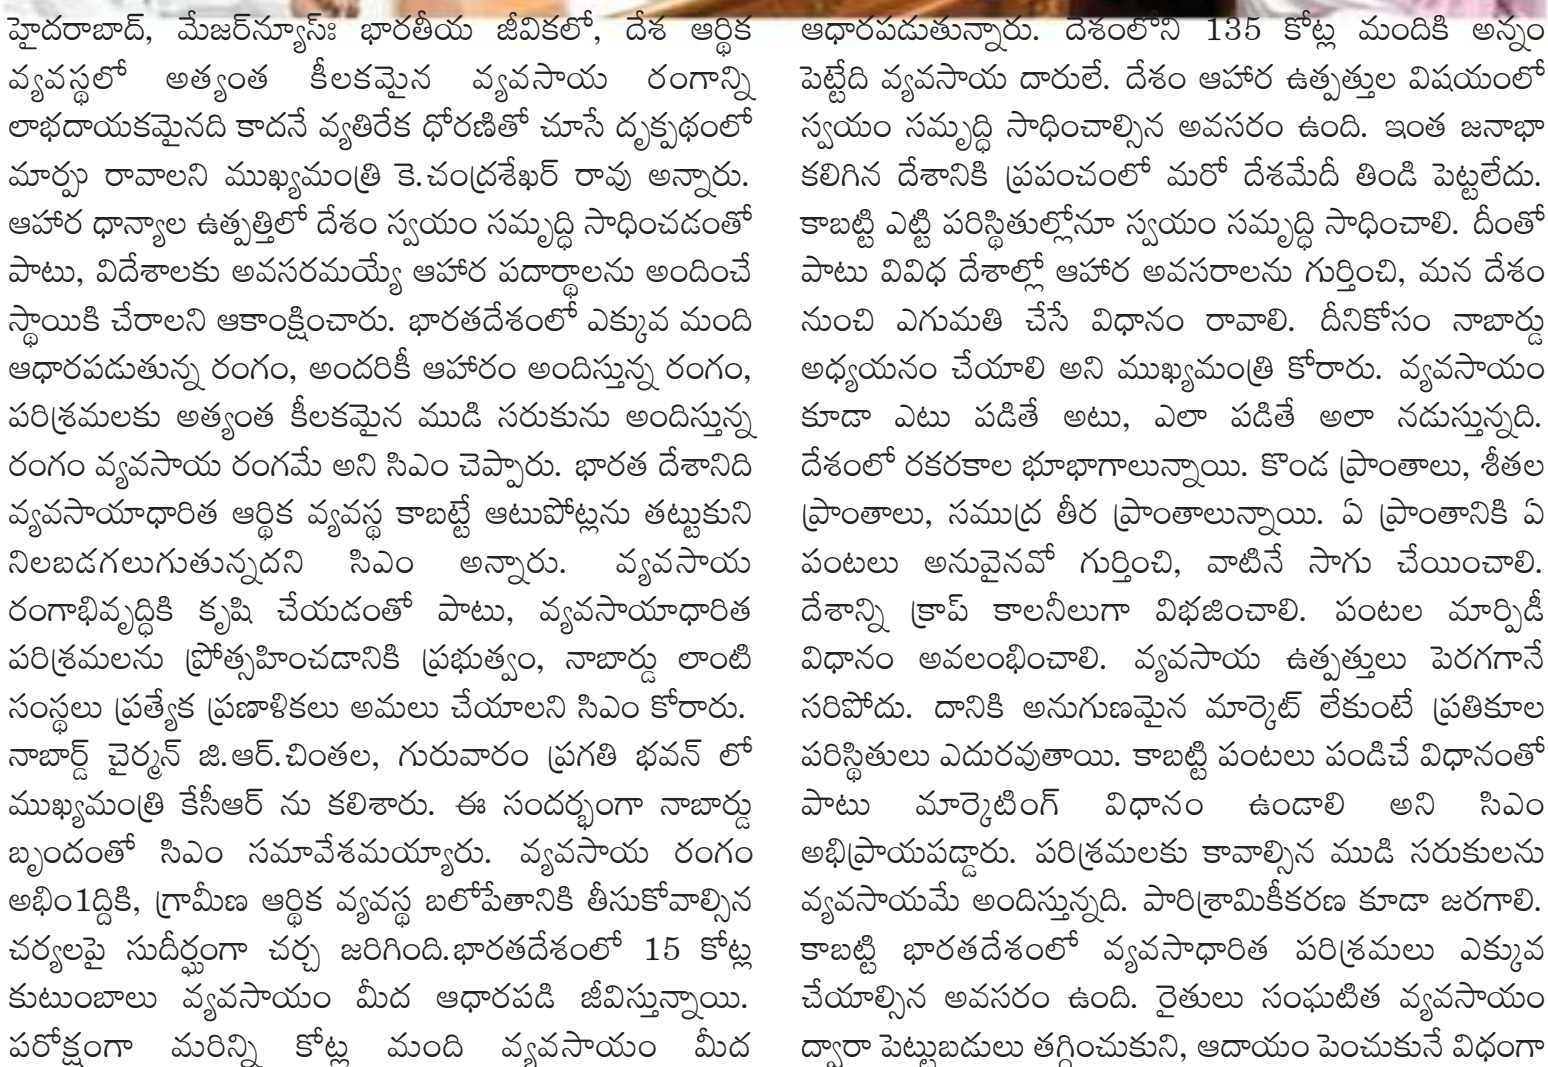 హైదరాబాద్, మేజర్‌న్యూస్ః భారతీయ జీవికలో, దేశ ఆర్థిక
వ్యవస్థలో అత్యంత కీలకమైన వ్యవసాయ రంగాన్ని
లాభదాయకమైనది కాదనే వ్యతిరేక ధోరణితో చూసే దృక్పథంలో
మార్పు రావాలని ముఖ్యమంత్రి కె.చంద్రశేఖర్ రావు అన్నారు.
ఆహార ధాన్యాల ఉత్పత్తిలో దేశం స్వయం సమృద్ధి సాధించడంతో
పాటు, విదేశాలకు అవసరమయ్యే ఆహార పదార్థాలను అందించే
స్థాయికి చేరాలని ఆకాంక్షించారు. భారతదేశంలో ఎక్కువ మంది
ఆధారపడుతున్న రంగం, అందరికీ ఆహారం అందిస్తున్న రంగం,
పరిశ్రమలకు అత్యంత కీలకమైన ముడి సరుకును అందిస్తున్న
రంగం వ్యవసాయ రంగమే అని సిఎం చెప్పారు. భారత దేశానిది
వ్యవసాయాధారిత ఆర్థిక వ్యవస్థ కాబట్టే ఆటుపోట్లను తట్టుకుని
నిలబడగలుగుతున్నదని సిఎం అన్నారు. వ్యవసాయ
రంగాభివృద్ధికి కృషి చేయడంతో పాటు, వ్యవసాయాధారిత
పరిశ్రమలను ప్రోత్సహించడానికి ప్రభుత్వం, నాబార్డు లాంటి
సంస్థలు ప్రత్యేక ప్రణాళికలు అమలు చేయాలని సిఎం కోరారు.
నాబార్డ్ చైర్మన్ జి.ఆర్.చింతల, గురువారం ప్రగతి భవన్ లో
ముఖ్యమంత్రి కేసీఆర్ ను కలిశారు. ఈ సందర్భంగా నాబార్డు
బృందంతో సిఎం సమావేశమయ్యారు. వ్యవసాయ రంగం
అభిం1ద్దికి, గ్రామీణ ఆర్థిక వ్యవస్థ బలోపేతానికి తీసుకోవాల్సిన
చర్యలపై సుదీర్ఘంగా చర్చ జరిగింది.భారతదేశంలో 15 కోట్ల
కుటుంబాలు వ్యవసాయం మీద ఆధారపడి జీవిస్తున్నాయి.
పరోక్షంగా మరిన్ని కోట్ల మంది వ్యవసాయం మీద
ఆధారపడుతున్నారు. దేశంలోని 135 కోట్ల మందికి అన్నం
పెట్టేది వ్యవసాయ దారులే. దేశం ఆహార ఉత్పత్తుల విషయంలో
స్వయం సమృద్ధి సాధించాల్సిన అవసరం ఉంది. ఇంత జనాభా
కలిగిన దేశానికి ప్రపంచంలో మరో దేశమేదీ తిండి పెట్టలేదు.
కాబట్టి ఎట్టి పరిస్థితుల్లోనూ స్వయం సమృద్ధి సాధించాలి. దీంతో
పాటు వివిధ దేశాల్లో ఆహార అవసరాలను గుర్తించి, మన దేశం
నుంచి ఎగుమతి చేసే విధానం రావాలి. దీనికోసం నాబార్డు
అధ్యయనం చేయాలి అని ముఖ్యమంత్రి కోరారు. వ్యవసాయం
కూడా ఎటు పడితే అటు, ఎలా పడితే అలా నడుస్తున్నది.
దేశంలో రకరకాల భూభాగాలున్నాయి. కొండ ప్రాంతాలు, శీతల
ప్రాంతాలు, సముద్ర తీర ప్రాంతాలున్నాయి. ఏ ప్రాంతానికి ఏ
పంటలు అనువైనవో గుర్తించి, వాటినే సాగు చేయించాలి.
దేశాన్ని క్రాప్ కాలనీలుగా విభజించాలి. పంటల మార్పిడీ
విధానం అవలంభించాలి. వ్యవసాయ ఉత్పత్తులు పెరగగానే
సరిపోదు. దానికి అనుగుణమైన మార్కెట్ లేకుంటే ప్రతికూల
పరిస్థితులు ఎదురవుతాయి. కాబట్టి పంటలు పండిచే విధానంతో
పాటు మార్కెటింగ్ విధానం ఉండాలి అని సిఎం
అభిప్రాయపడ్డారు. పరిశ్రమలకు కావాల్సిన ముడి సరుకులను
వ్యవసాయమే అందిస్తున్నది. పారిశ్రామికీకరణ కూడా జరగాలి.
కాబట్టి భారతదేశంలో వ్యవసాధారిత పరిశ్రమలు ఎక్కువ
చేయాల్సిన అవసరం ఉంది. రైతులు సంఘటిత వ్యవసాయం
ద్వారా పెట్టుబడులు తగ్గించుకుని, ఆదాయం పెంచుకునే విధంగా